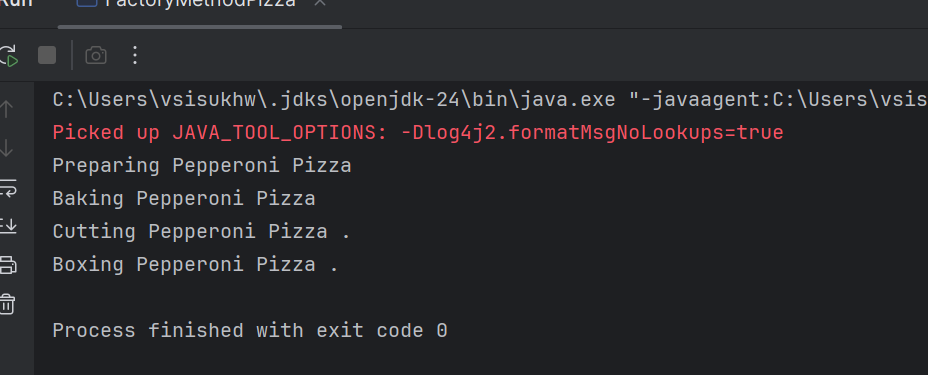 Run FactoryMethodPizza
C:\Users\vsisukhw\.jdks\openjdk-24\bin\java.exe "-javaagent:C:\Users\vsis
Picked up JAVA_TOOL_OPTIONS: -Dlog4j2.formatMsgNoLookups=true
Preparing Pepperoni Pizza
Baking Pepperoni Pizza
Cutting Pepperoni Pizza .
Boxing Pepperoni Pizza .
Process finished with exit code 0